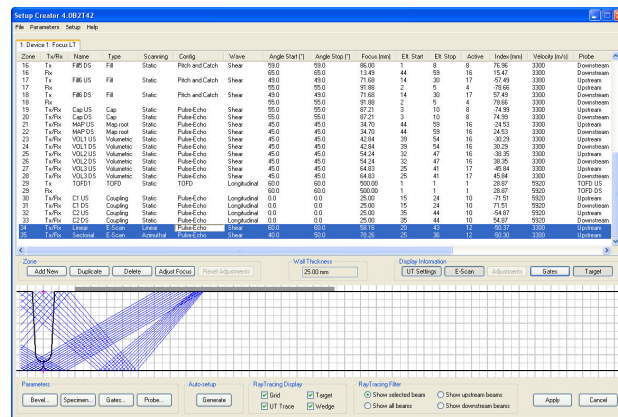 Setup Creator 4.0B2T42
File Parameters Setup Help
1: Device 1: Focus LT
Zone Tx/Rx Name Type Scanning Config Wave Angle Start (°) Angle Stop (°) Focus (mm) Elt. Start Elt. Stop Active Index (mm) Velocity (m/s) Probe
16 Tx Fill5 DS Fill Static Pitch and Catch Shear 59.0 59.0 86.00 1 8 8 76.96 3300 Downstream
16 Rx 65.0 65.0 13.49 44 59 16 15.47 3300 Downstream
17 Tx Fill6 US Fill Static Pitch and Catch Shear 49.0 49.0 71.68 14 30 17 -57.49 3300 Upstream
17 Rx 55.0 55.0 91.88 2 5 4 -78.66 3300 Upstream
18 Tx Fill6 DS Fill Static Pitch and Catch Shear 49.0 49.0 71.68 14 30 17 57.49 3300 Downstream
18 Rx 55.0 55.0 91.88 2 5 4 78.66 3300 Downstream
19 Tx/Rx Cap US Cap Static Pulse-Echo Shear 55.0 55.0 87.21 3 10 8 -74.99 3300 Upstream
20 Tx/Rx Cap DS Cap Static Pulse-Echo Shear 55.0 55.0 87.21 3 10 8 74.99 3300 Downstream
21 Tx/Rx MAP US Map root Static Pulse-Echo Shear 45.0 45.0 34.70 44 59 16 -24.53 3300 Upstream
22 Tx/Rx MAP DS Map root Static Pulse-Echo Shear 45.0 45.0 34.70 44 59 16 24.53 3300 Downstream
23 Tx/Rx VOL1 US Volumetric Static Pulse-Echo Shear 45.0 45.0 42.84 39 54 16 -30.29 3300 Upstream
24 Tx/Rx VOL1 DS Volumetric Static Pulse-Echo Shear 45.0 45.0 42.84 39 54 16 30.29 3300 Downstream
25 Tx/Rx VOL2 US Volumetric Static Pulse-Echo Shear 45.0 45.0 54.24 32 47 16 -38.35 3300 Upstream
26 Tx/Rx VOL2 DS Volumetric Static Pulse-Echo Shear 45.0 45.0 54.24 32 47 16 38.35 3300 Downstream
27 Tx/Rx VOL3 US Volumetric Static Pulse-Echo Shear 45.0 45.0 64.83 25 41 17 -45.84 3300 Upstream
28 Tx/Rx VOL3 DS Volumetric Static Pulse-Echo Shear 45.0 45.0 64.83 25 41 17 45.84 3300 Downstream
29 Tx TOFD1 TOFD Static TOFD Longitudinal 60.0 60.0 500.00 1 1 1 28.87 5920 TOFD US
29 Rx 60.0 60.0 500.00 1 1 1 28.87 5920 TOFD DS
30 Tx/Rx C1 US Coupling Static Pulse-Echo Longitudinal 0.0 0.0 25.00 15 24 10 -71.51 5920 Upstream
31 Tx/Rx C1 DS Coupling Static Pulse-Echo Longitudinal 0.0 0.0 25.00 15 24 10 71.51 5920 Downstream
32 Tx/Rx C2 US Coupling Static Pulse-Echo Longitudinal 0.0 0.0 25.00 35 44 10 -54.87 5920 Upstream
33 Tx/Rx C2 DS Coupling Static Pulse-Echo Longitudinal 0.0 0.0 25.00 35 44 10 54.87 5920 Downstream
34 Tx/Rx Linear E-Scan Linear Pulse-Echo Shear 60.0 60.0 58.16 20 43 12 -50.37 3300 Upstream
35 Tx/Rx Sectorial E-Scan Azimuthal Pulse-Echo Shear 40.0 50.0 70.26 25 36 12 -50.30 3300 Upstream
Zone Wall Thickness Display Information
Add New Duplicate Delete Adjust Focus Reset Adjustments 25.00 mm UT Settings E-Scan Adjustments Gates Target
Parameters Auto-setup RayTracing Display RayTracing Filter
Bevel... Specimen... Gates... Probe... Generate Grid Target Show selected beam Show upstream beams Apply Cancel
UT Trace Wedge Show all beams Show downstream beams